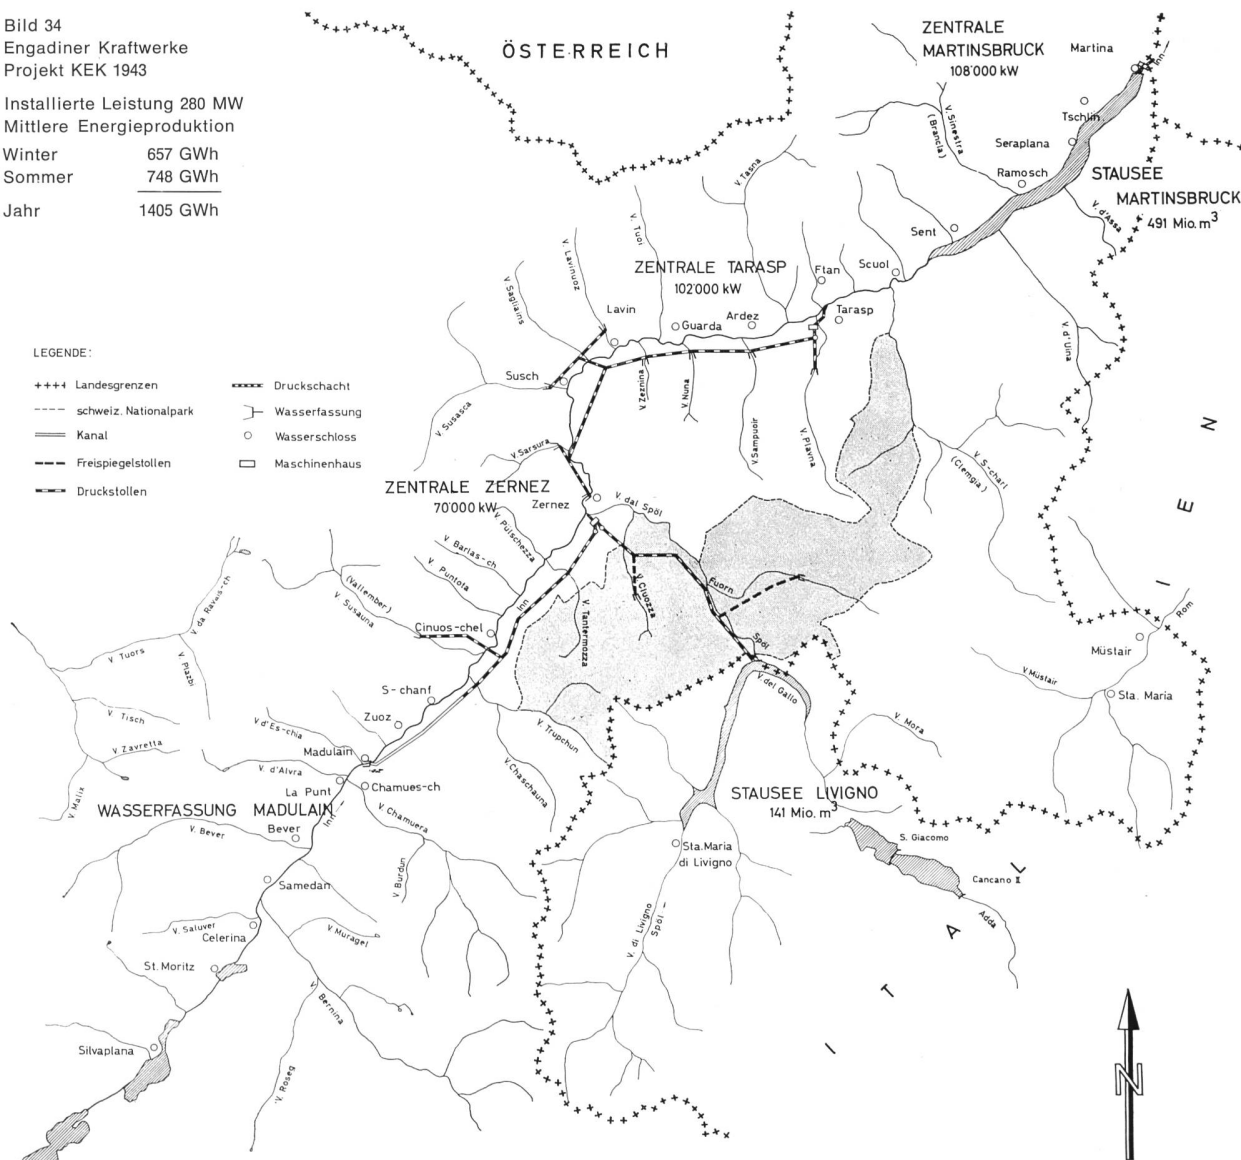 Bild 34
Engadiner Kraftwerke
Projekt KEK 1943
Installierte Leistung 280 MW
Mittlere Energieproduktion
Winter 657 GWh
Sommer 748 GWh
Jahr 1405 GWh
ÖSTERREICH
ZENTRALE
MARTINSBRUCK
108'000 kW
Martina
Inn
Tschlin
V. Sinestra
(Brancla)
Seraplana
Ramosch
STAUSEE
MARTINSBRUCK
491 Mio. m³
V. d'Assa
V. Tasna
Sent
V. Tuoi
V. Lavinuoz
V. Sagliains
ZENTRALE TARASP
102'000 kW
Ftan
Scuol
Lavin
Guarda
Ardez
Tarasp
V. d'Uina
LEGENDE:
Landesgrenzen
schweiz. Nationalpark
Kanal
Freispiegelstollen
Druckstollen
Druckschacht
Wasserfassung
Wasserschloss
Maschinenhaus
Susch
V. Susasca
V. Zeznina
V. Nuna
V. Sampuoir
V. Plavna
V. Sarsura
V. S-charl
(Clemgia)
ZENTRALE ZERNEZ
70'000 kW
Zernez
V. dal Spöl
V. Pülschezza
V. Barlas-ch
V. Puntota
V. Cluozza
Fuorn
V. Tantermozza
Inn
(Vallember)
V. Susauna
Cinuos-chel
Spöl
V. del Gallo
V. da Ravais-ch
V. Tuors
V. Plazbi
Rom
Müstair
V. Müstair
Sta. Maria
S-chanf
Zuoz
V. Tisch
V. Zavretta
V d'Es-chia
Madulain
V. Trupchun
V. Mora
V. Chaschauna
V. d'Alvra
La Punt
Chamues-ch
V. Malix
WASSERFASSUNG MADULAIN
Inn
V. Chamuera
STAUSEE LIVIGNO
141 Mio. m³
V. Bever
Bever
S. Giacomo
Sta. Maria
di Livigno
Cancano I
Adda
V. Burdun
Samedan
V. Saluver
Celerina
V. Muragel
V. di Livigno
Spöl
St. Moritz
V. Bernina
Silvaplana
V. Roseg
ITALIEN
N